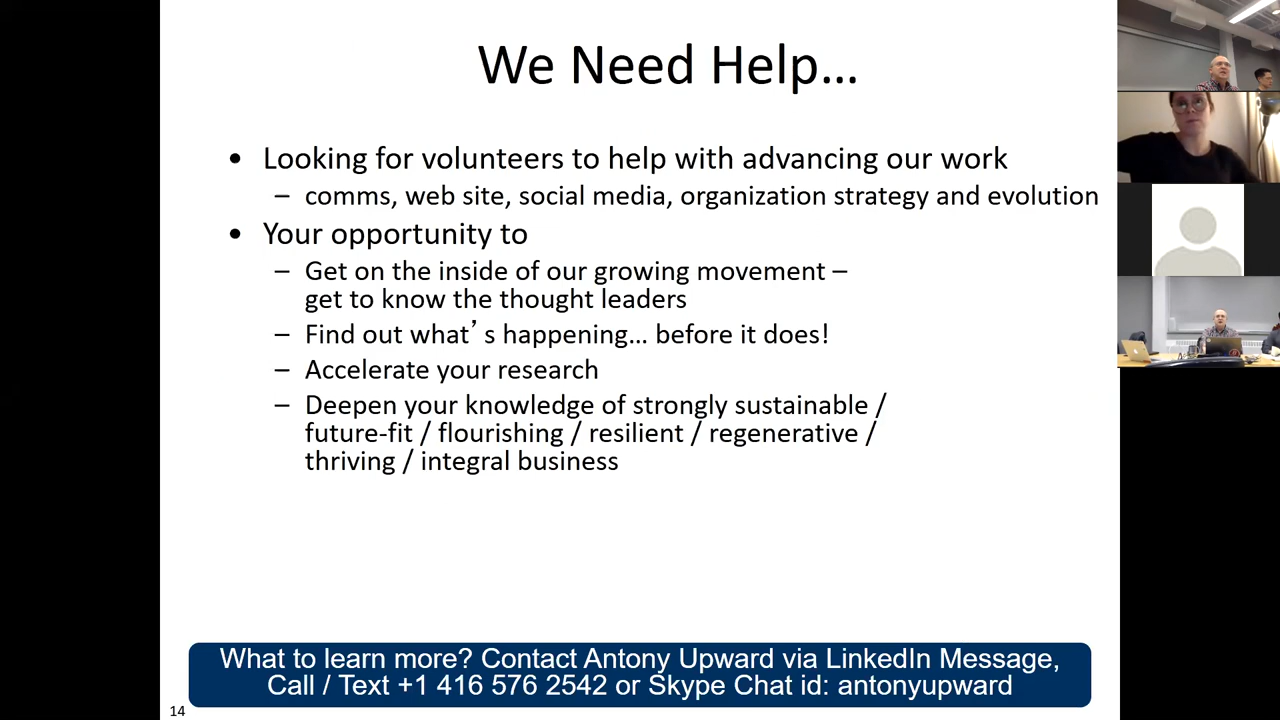 We Need Help…
• Looking for volunteers to help with advancing our work
– comms, web site, social media, organization strategy and evolution
• Your opportunity to
– Get on the inside of our growing movement –
get to know the thought leaders
– Find out what’s happening… before it does!
– Accelerate your research
– Deepen your knowledge of strongly sustainable /
future-fit / flourishing / resilient / regenerative /
thriving / integral business
What to learn more? Contact Antony Upward via LinkedIn Message,
Call / Text +1 416 576 2542 or Skype Chat id: antonyupward
14